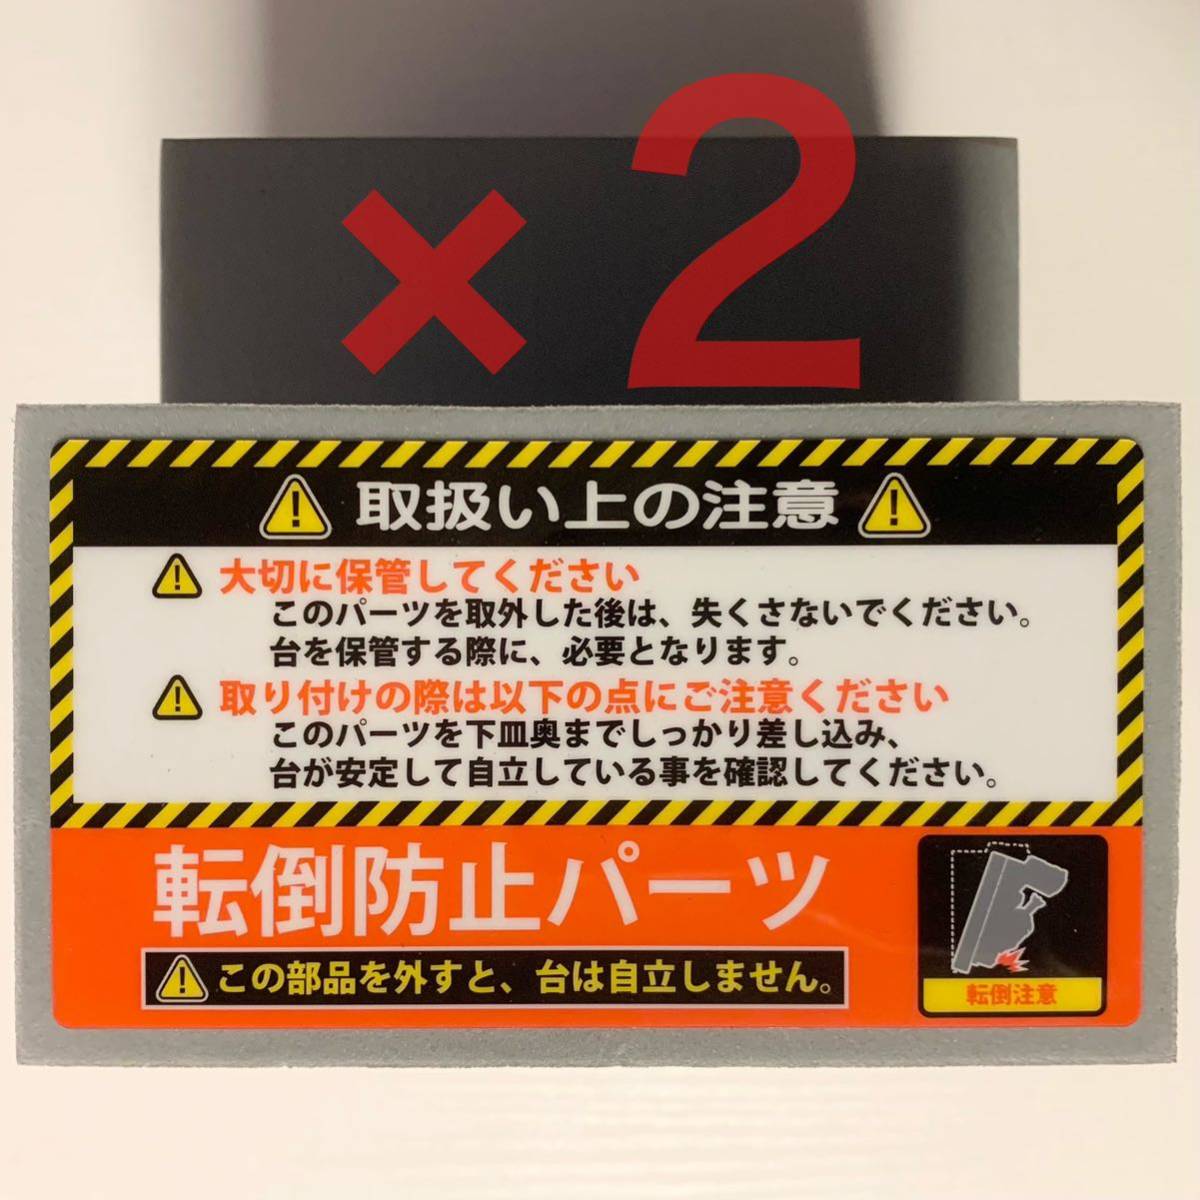 ×2
取扱い上の注意
大切に保管してください
このパーツを取外した後は、失くさないでください。
台を保管する際に、必要となります。
取り付けの際は以下の点にご注意ください
このパーツを下皿奥までしっかり差し込み、
台が安定して自立している事を確認してください。
転倒防止パーツ
この部品を外すと、台は自立しません。
転倒注意